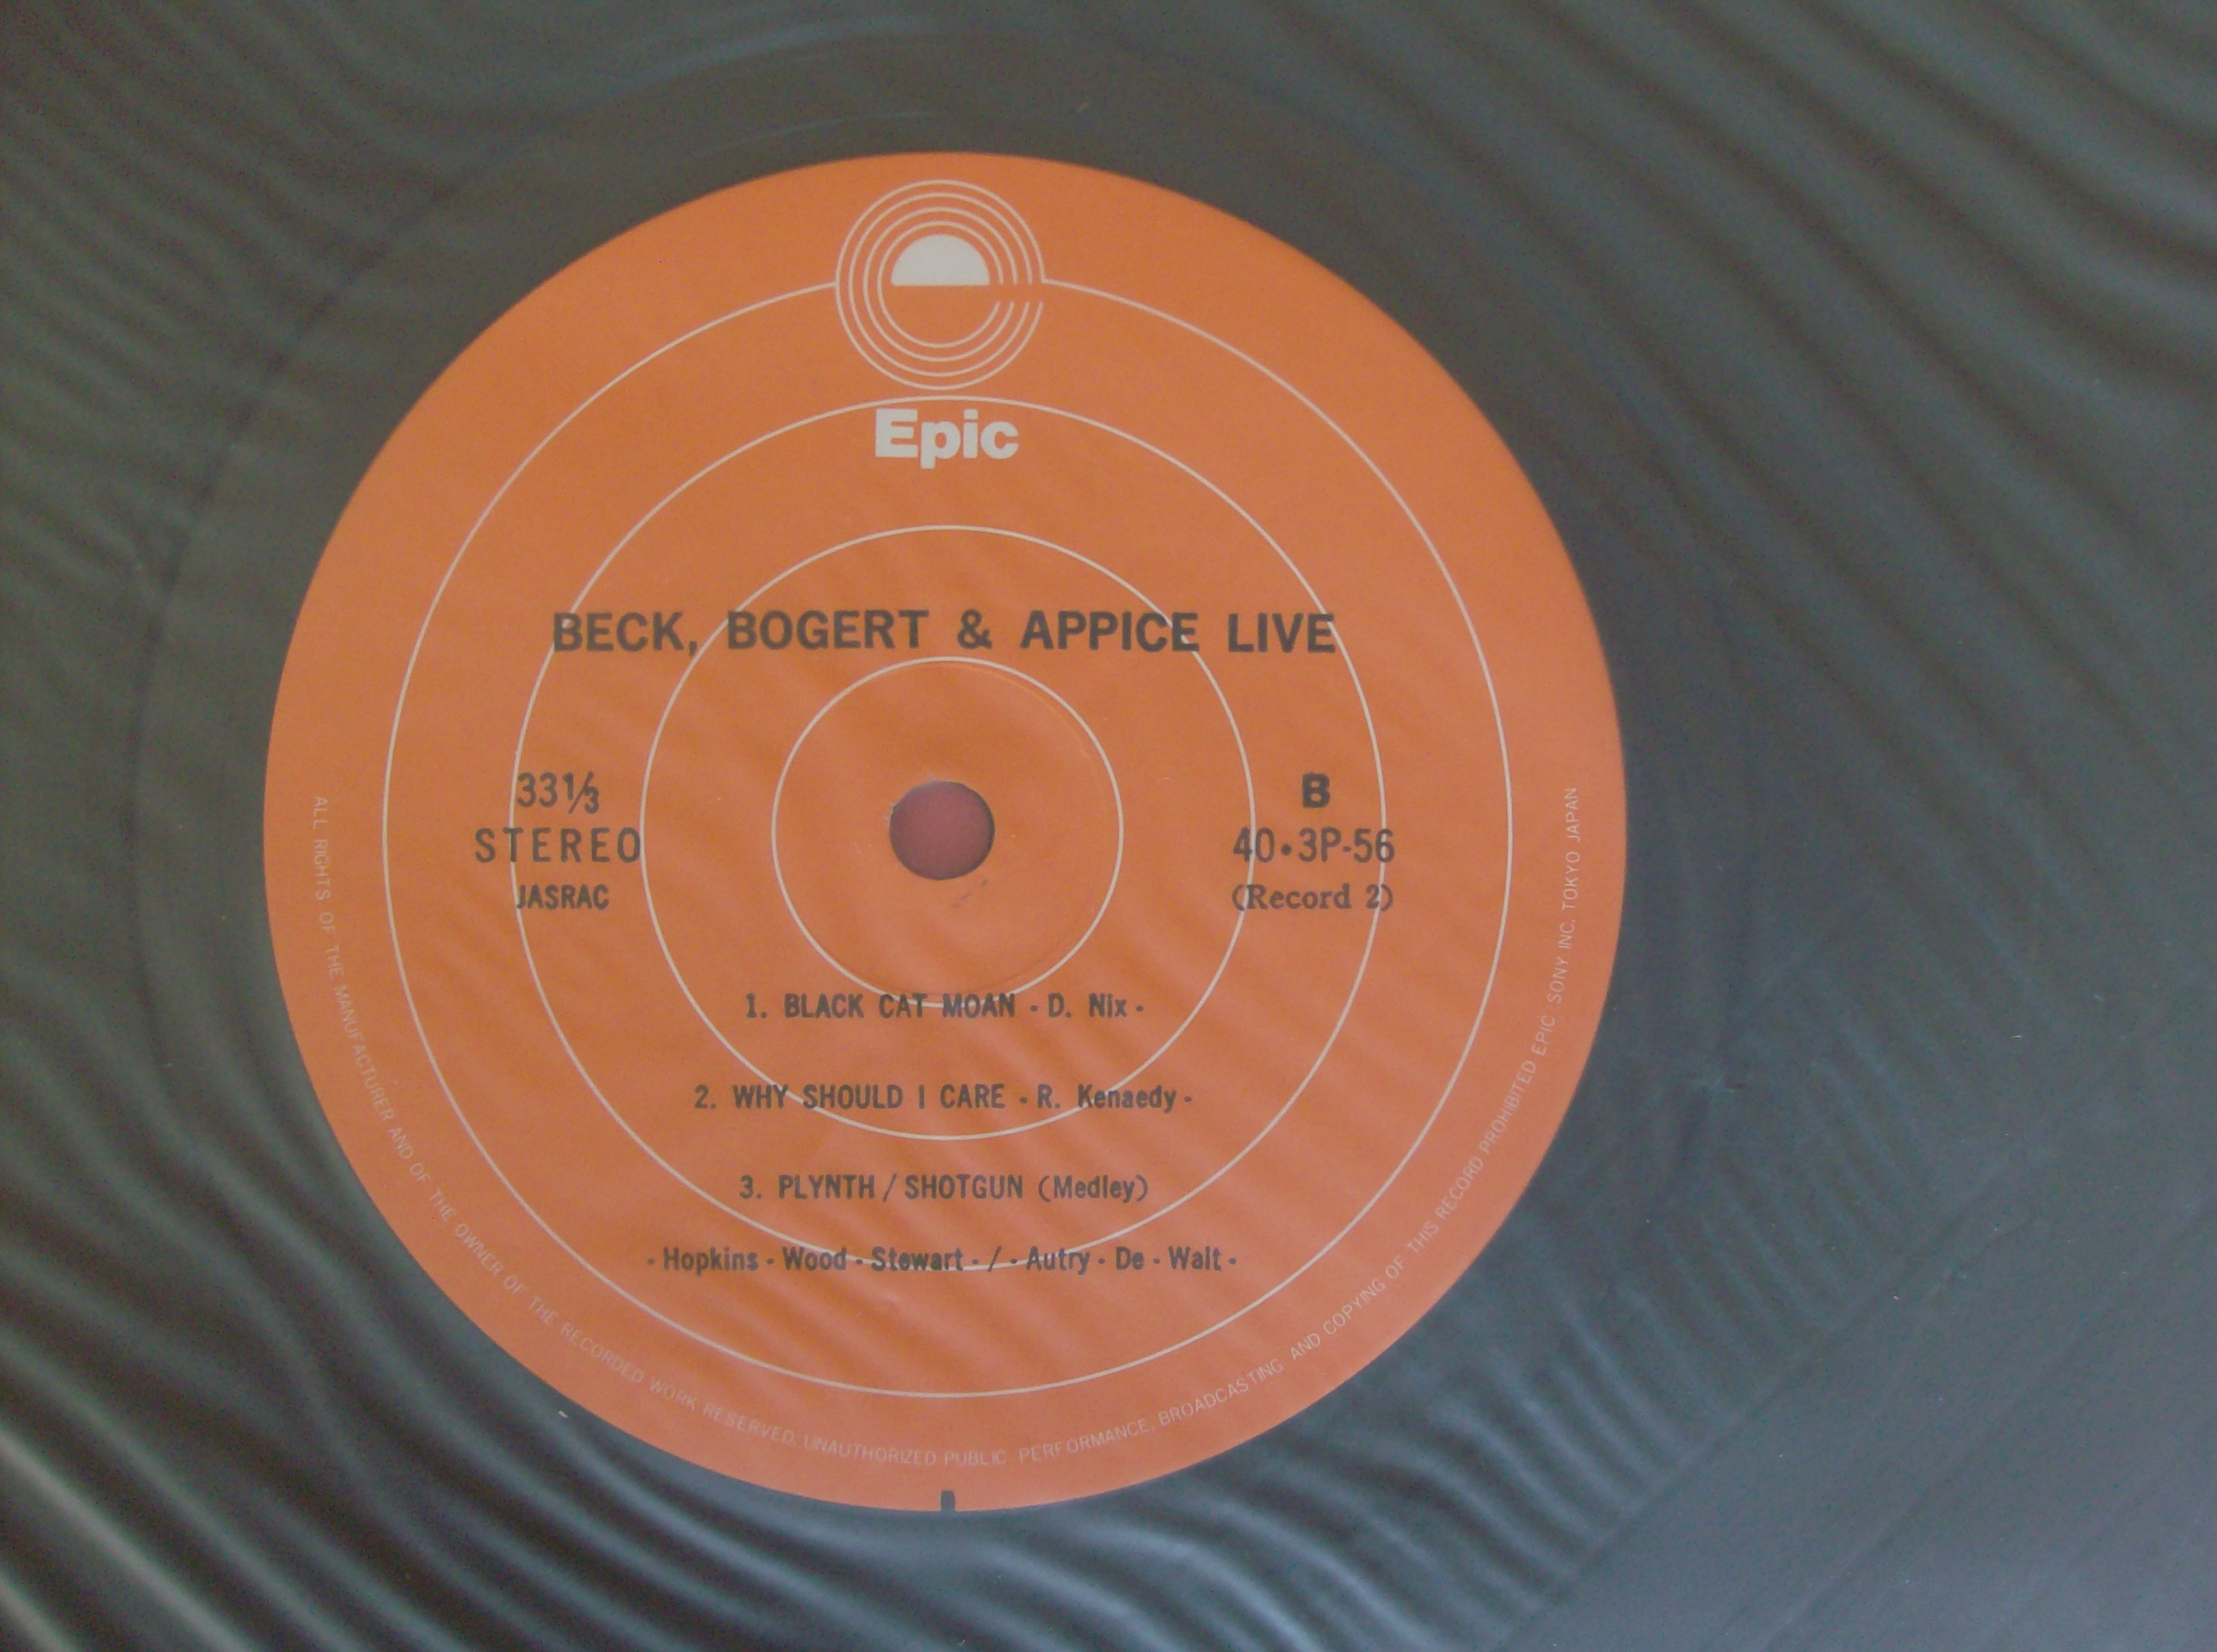 Epic
BECK, BOGERT & APPICE LIVE
33⅓
STEREO
JASRAC
B
40•3P-56
(Record 2)
1. BLACK CAT MOAN - D. Nix -
2. WHY SHOULD I CARE - R. Kenaedy -
3. PLYNTH / SHOTGUN (Medley)
- Hopkins - Wood - Stewart - / - Autry - De - Walt -
ALL RIGHTS OF THE MANUFACTURER AND OF THE OWNER OF THE RECORDED WORK RESERVED. UNAUTHORIZED PUBLIC PERFORMANCE, BROADCASTING AND COPYING OF THIS RECORD PROHIBITED EPIC SONY INC. TOKYO JAPAN